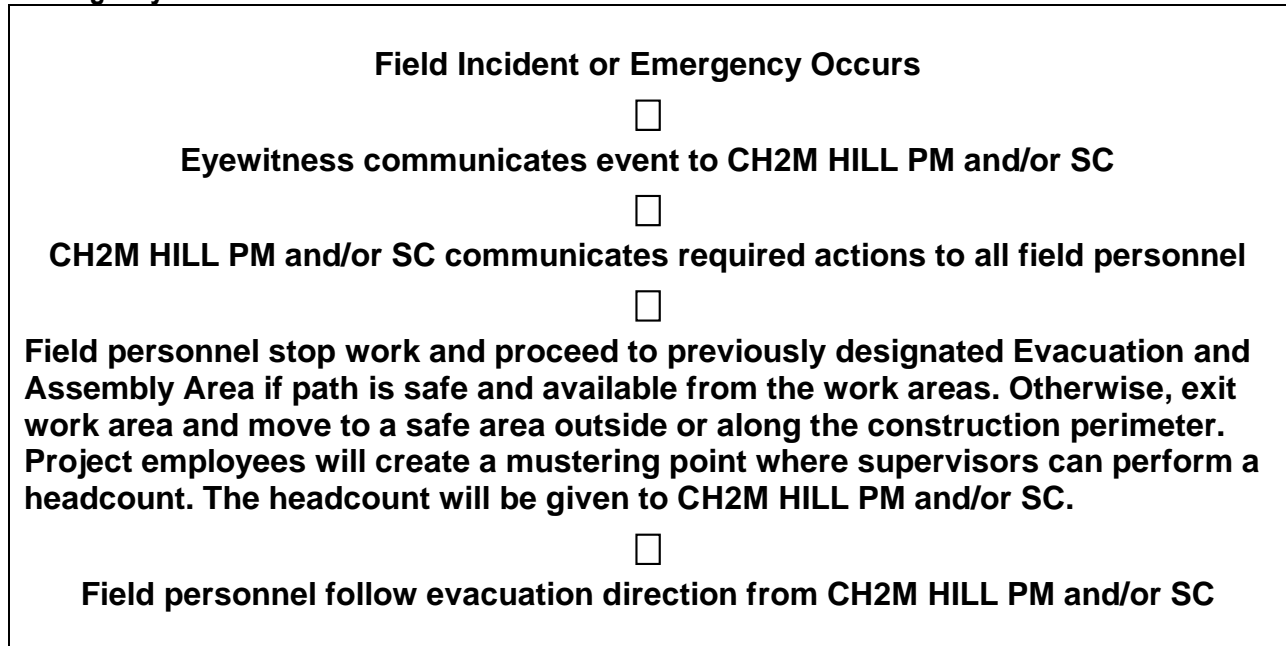 Field Incident or Emergency Occurs
Eyewitness communicates event to CH2M HILL PM and/or SC
CH2M HILL PM and/or SC communicates required actions to all field personnel
Field personnel stop work and proceed to previously designated Evacuation and
Assembly Area if path is safe and available from the work areas. Otherwise, exit
work area and move to a safe area outside or along the construction perimeter.
Project employees will create a mustering point where supervisors can perform a
headcount. The headcount will be given to CH2M HILL PM and/or SC.
Field personnel follow evacuation direction from CH2M HILL PM and/or SC